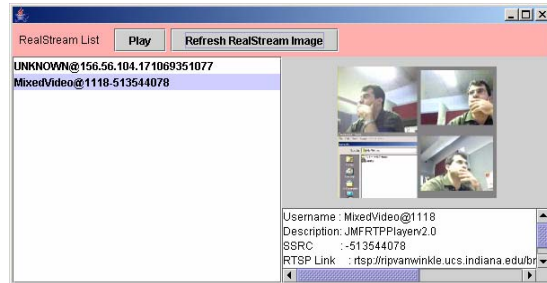 RealStream List Play Refresh RealStream Image
UNKNOWN@156.56.104.171069351077
MixedVideo@1118-513544078
Username : MixedVideo@1118
Description: JMFRTPPlayerv2.0
SSRC :-513544078
RTSP Link : rtsp://ripvanwinkle.ucs.indiana.edu/br